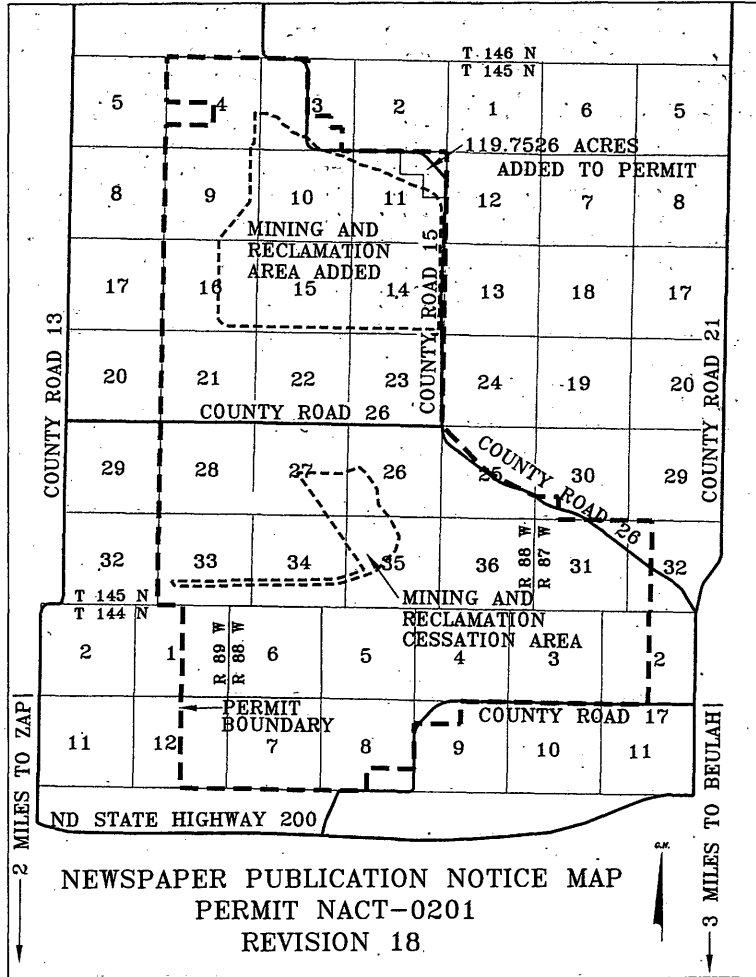 T 146 N
T 145 N
5 4 3 2 1 6 5
119.7526 ACRES
ADDED TO PERMIT
8 9 10 11 12 7 8
MINING AND
RECLAMATION
AREA ADDED
17 16 15 14 13 18 17
COUNTY ROAD 15
COUNTY ROAD 13
COUNTY ROAD 21
20 21 22 23 24 19 20
COUNTY ROAD 26
COUNTY ROAD 26
29 28 27 26 25 30 29
32 33 34 35 36 31 32
R 88 W
R 87 W
T 145 N
T 144 N
MINING AND
RECLAMATION
CESSATION AREA
2 1 6 5 4 3 2
R 89 W
R 88 W
PERMIT
BOUNDARY
COUNTY ROAD 17
11 12 7 8 9 10 11
ND STATE HIGHWAY 200
2 MILES TO ZAP
3 MILES TO BEULAH
G.N.
NEWSPAPER PUBLICATION NOTICE MAP
PERMIT NACT-0201
REVISION 18